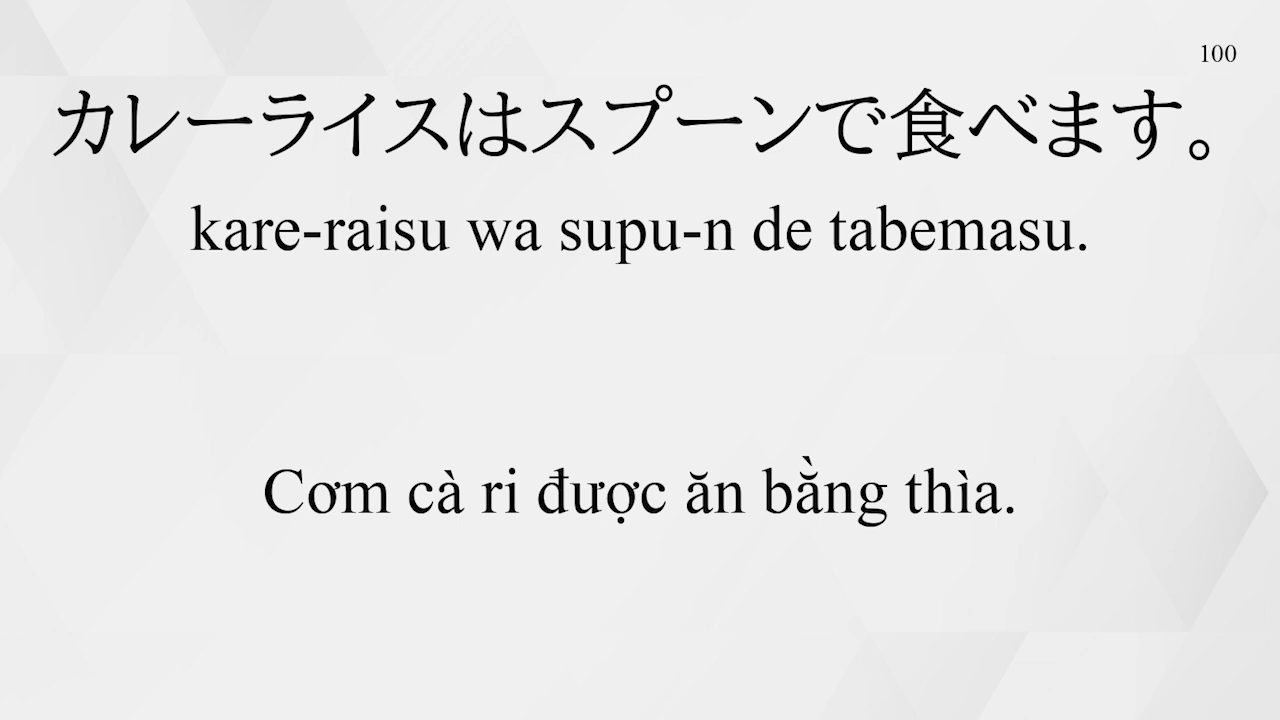 100
カレーライスはスプーンで食べます。
kare-raisu wa supu-n de tabemasu.
Cơm cà ri được ăn bằng thìa.